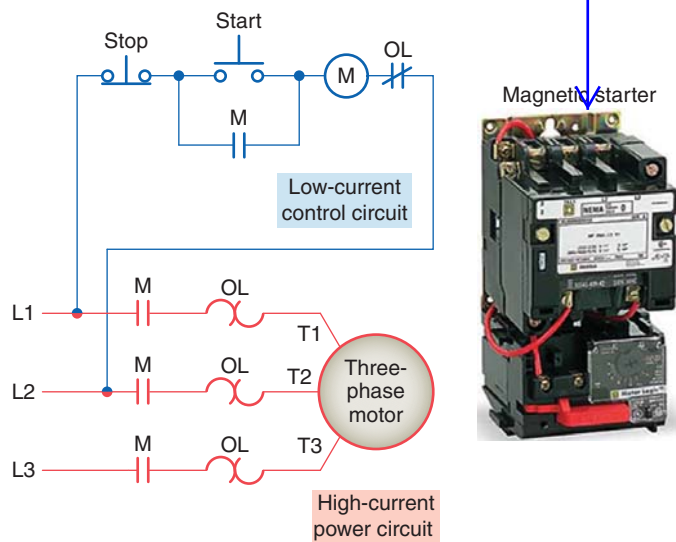 Start
Stop
OL
M
M
Magnetic starter
NEMA
0
Low-current
control circuit
L1
M
OL
T1
L2
M
OL
T2
Three-
phase
motor
L3
M
OL
T3
High-current
power circuit